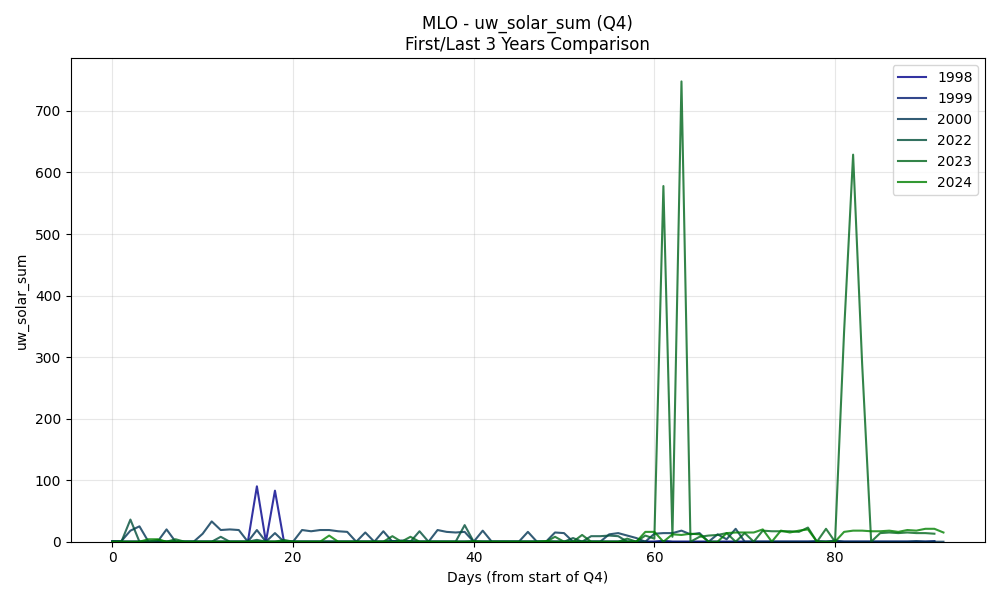 MLO - uw_solar_sum (Q4)
First/Last 3 Years Comparison
1998
1999
2000
2022
2023
2024
uw_solar_sum
700
600
500
400
300
200
100
0
0 20 40 60 80
Days (from start of Q4)